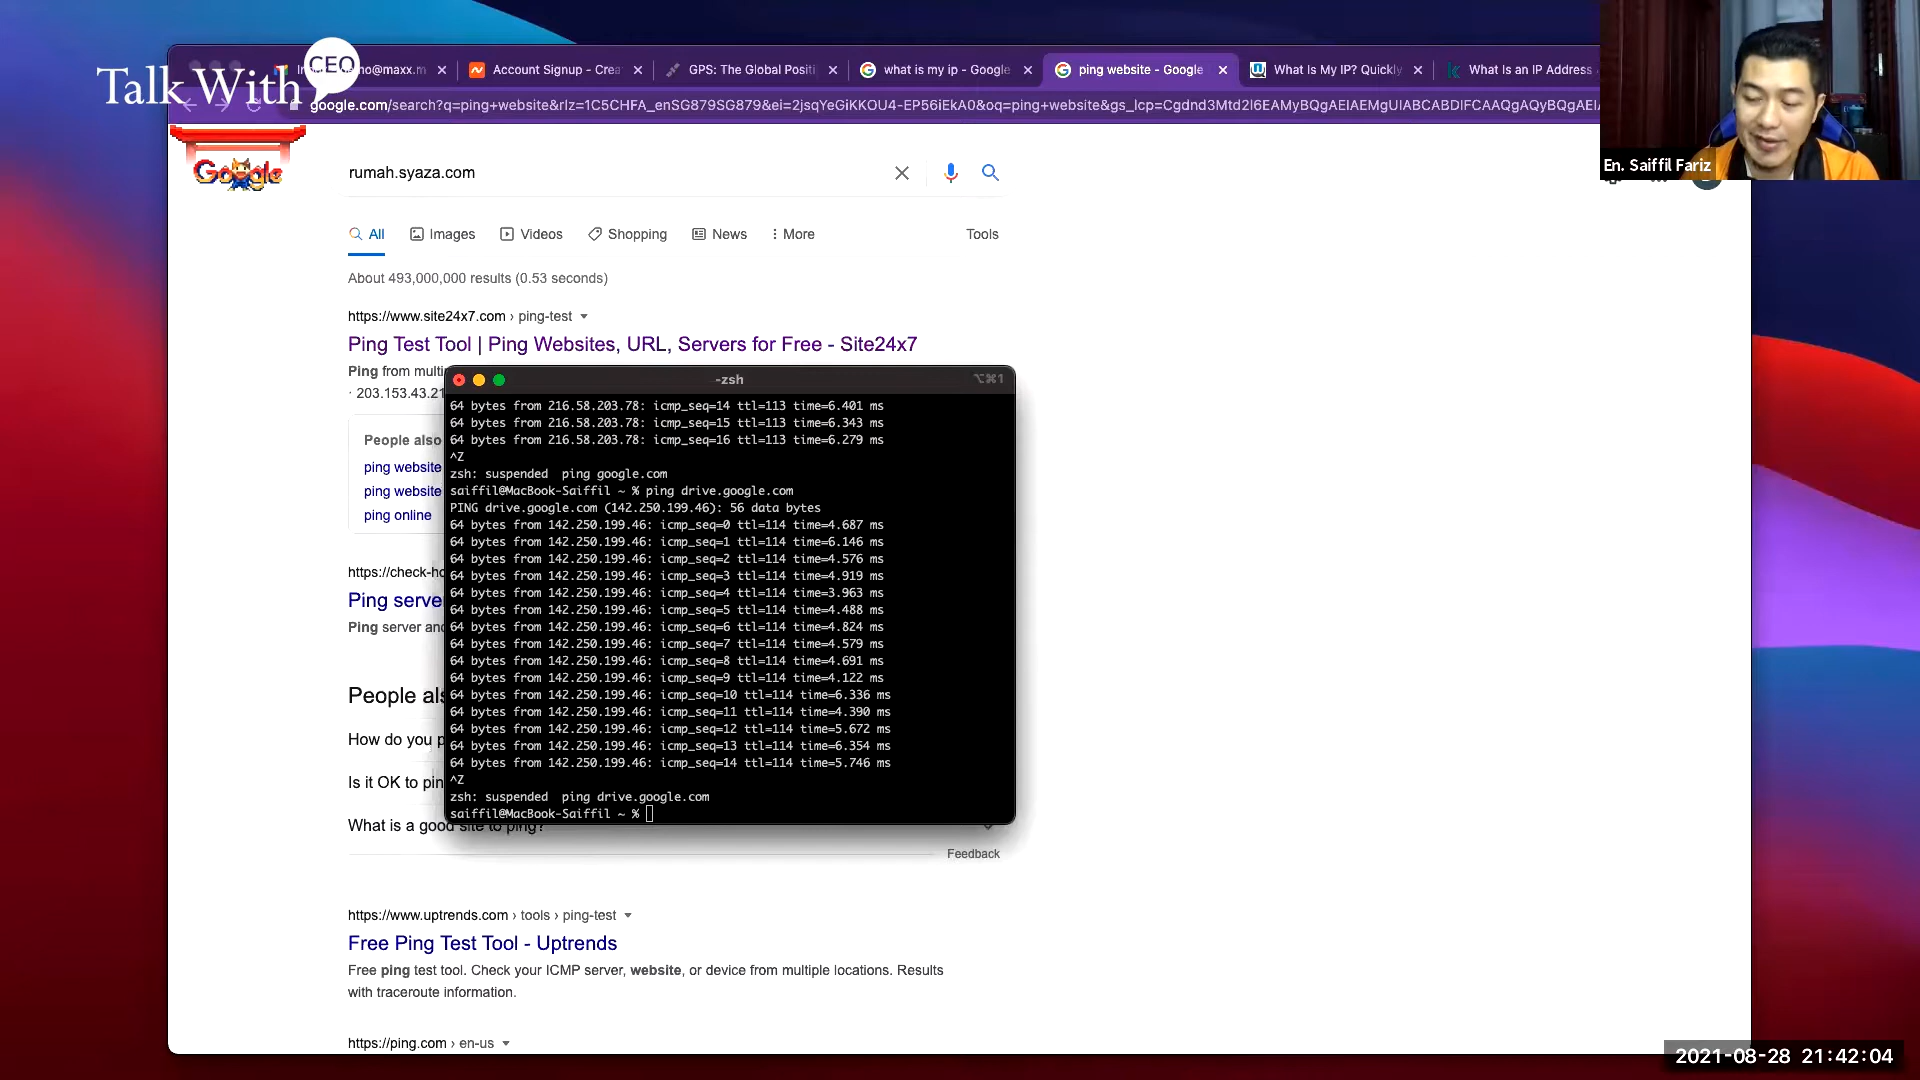 Talk With CEO
no@maxx.m
Account Signup - Crea
GPS: The Global Positi
what is my ip - Google
ping website - Google
What Is My IP? Quickly
What Is an IP Address
google.com/search?q=ping+website&rlz=1C5CHFA_enSG879SG879&ei=2jsqYeGiKKOU4-EP56iEkA0&oq=ping+website&gs_lcp=Cgdnd3Mtd2l6EAMyBQgAEIAEMgUIABCABDIFCAAQgAQyBQgAEI
En. Saiffil Fariz
Google
rumah.syaza.com
All
Images
Videos
Shopping
News
More
Tools
About 493,000,000 results (0.53 seconds)
https://www.site24x7.com › ping-test
Ping Test Tool | Ping Websites, URL, Servers for Free - Site24x7
Ping from multi
· 203.153.43.21
People also
ping website
ping website
ping online
https://check-ho
Ping serve
Ping server and
People als
How do you p
Is it OK to pin
What is a good site to ping?
-zsh
⌥⌘1
64 bytes from 216.58.203.78: icmp_seq=14 ttl=113 time=6.401 ms
64 bytes from 216.58.203.78: icmp_seq=15 ttl=113 time=6.343 ms
64 bytes from 216.58.203.78: icmp_seq=16 ttl=113 time=6.279 ms
^Z
zsh: suspended  ping google.com
saiffil@MacBook-Saiffil ~ % ping drive.google.com
PING drive.google.com (142.250.199.46): 56 data bytes
64 bytes from 142.250.199.46: icmp_seq=0 ttl=114 time=4.687 ms
64 bytes from 142.250.199.46: icmp_seq=1 ttl=114 time=6.146 ms
64 bytes from 142.250.199.46: icmp_seq=2 ttl=114 time=4.576 ms
64 bytes from 142.250.199.46: icmp_seq=3 ttl=114 time=4.919 ms
64 bytes from 142.250.199.46: icmp_seq=4 ttl=114 time=3.963 ms
64 bytes from 142.250.199.46: icmp_seq=5 ttl=114 time=4.488 ms
64 bytes from 142.250.199.46: icmp_seq=6 ttl=114 time=4.824 ms
64 bytes from 142.250.199.46: icmp_seq=7 ttl=114 time=4.579 ms
64 bytes from 142.250.199.46: icmp_seq=8 ttl=114 time=4.691 ms
64 bytes from 142.250.199.46: icmp_seq=9 ttl=114 time=4.122 ms
64 bytes from 142.250.199.46: icmp_seq=10 ttl=114 time=6.336 ms
64 bytes from 142.250.199.46: icmp_seq=11 ttl=114 time=4.390 ms
64 bytes from 142.250.199.46: icmp_seq=12 ttl=114 time=5.672 ms
64 bytes from 142.250.199.46: icmp_seq=13 ttl=114 time=6.354 ms
64 bytes from 142.250.199.46: icmp_seq=14 ttl=114 time=5.746 ms
^Z
zsh: suspended  ping drive.google.com
saiffil@MacBook-Saiffil ~ %
Feedback
https://www.uptrends.com › tools › ping-test
Free Ping Test Tool - Uptrends
Free ping test tool. Check your ICMP server, website, or device from multiple locations. Results
with traceroute information.
https://ping.com › en-us
2021-08-28 21:42:04